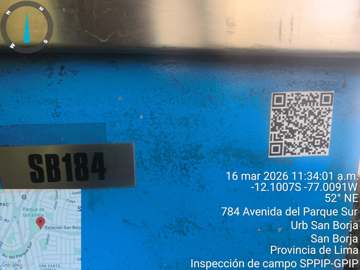 SB184
16 mar 2026 11:34:01 a.m.
-12.1007S -77.0091W
52° NE
784 Avenida del Parque Sur
Urb San Borja
San Borja
Provincia de Lima
Inspección de campo SPPIP-GPIP